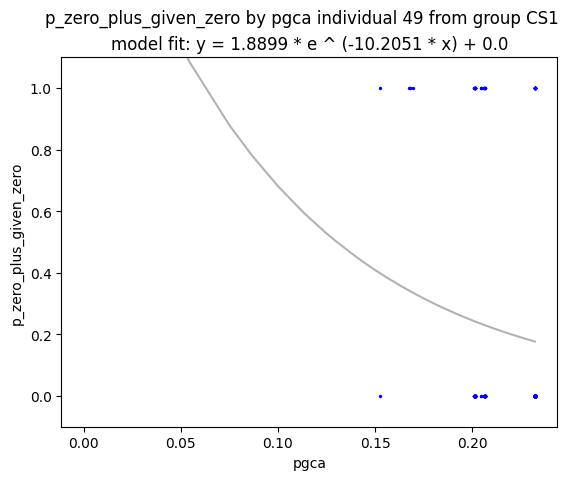 p_zero_plus_given_zero by pgca individual 49 from group CS1
model fit: y = 1.8899 * e ^ (-10.2051 * x) + 0.0
1.0
0.8
0.6
0.4
0.2
0.0
p_zero_plus_given_zero
0.00 0.05 0.10 0.15 0.20
pgca